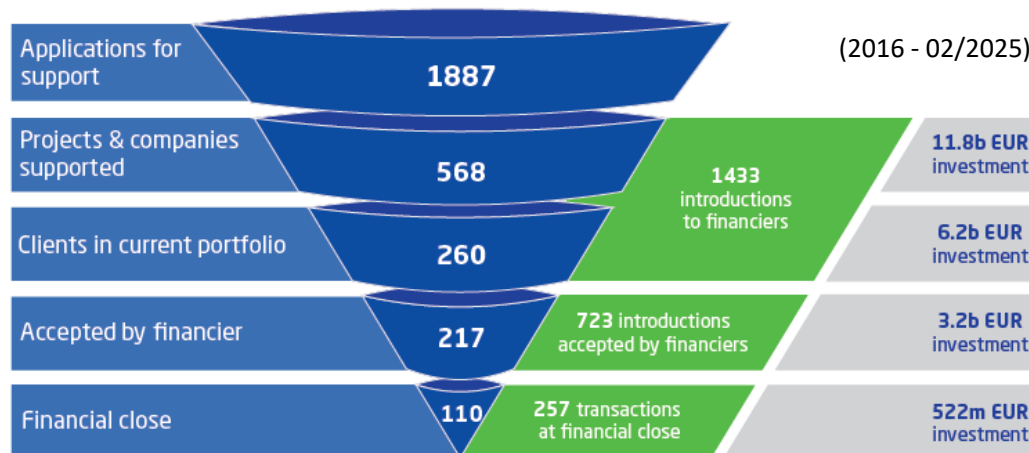 (2016 - 02/2025)
Applications for
support
1887
Projects & companies
supported
568
1433
introductions
to financiers
11.8b EUR
investment
Clients in current portfolio
260
6.2b EUR
investment
Accepted by financier
217
723 introductions
accepted by financiers
3.2b EUR
investment
Financial close
110
257 transactions
at financial close
522m EUR
investment